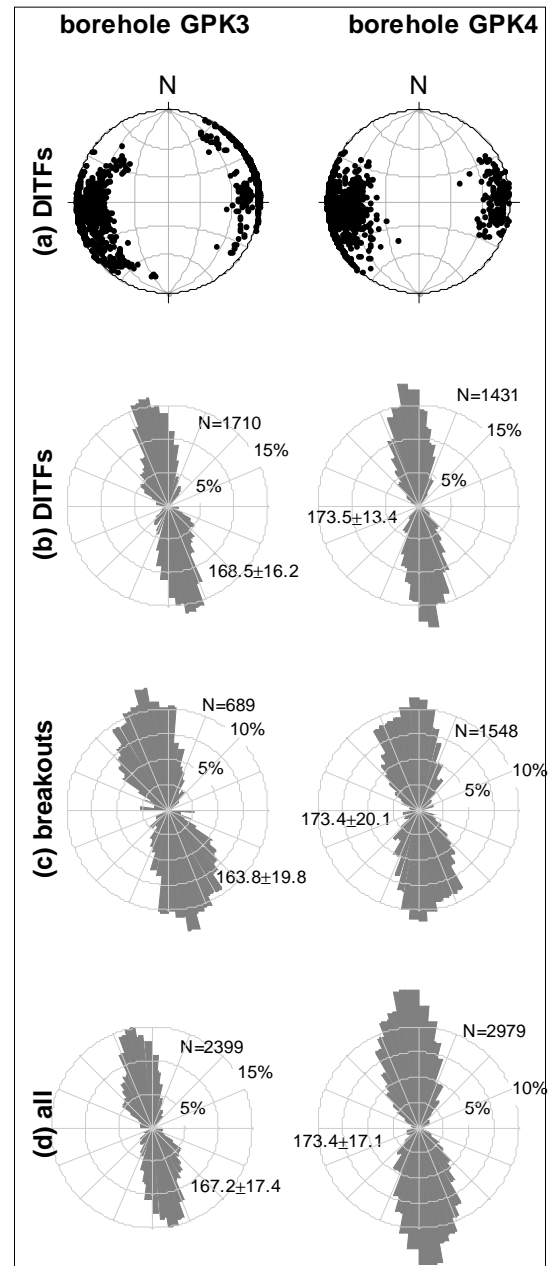 borehole GPK3 borehole GPK4
N N
(a) DITFs
N=1710 15% 5% 168.5±16.2
N=1431 15% 5% 173.5±13.4
(b) DITFs
N=689 10% 5% 163.8±19.8
N=1548 10% 5% 173.4±20.1
(c) breakouts
N=2399 15% 5% 167.2±17.4
N=2979 10% 5% 173.4±17.1
(d) all